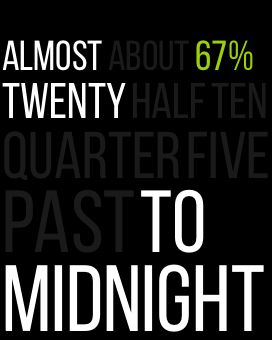 ALMOST ABOUT 67%
TWENTY HALF TEN
QUARTER FIVE
PAST TO
MIDNIGHT